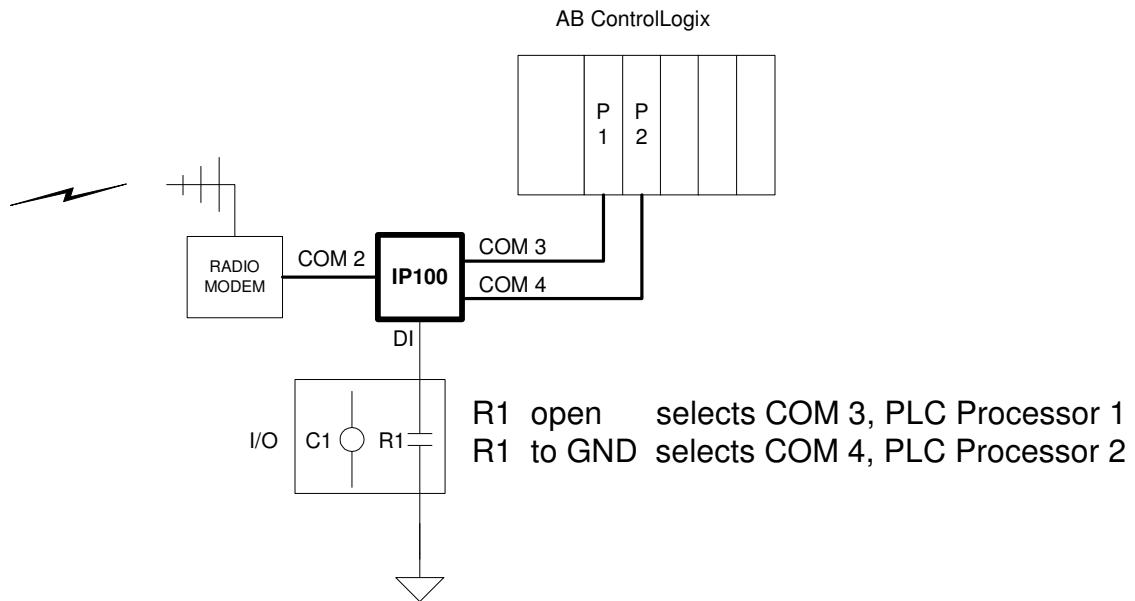 AB ControlLogix
P
1
P
2
COM 2
COM 3
COM 4
RADIO
MODEM
IP100
DI
I/O
C1
R1
R1 open selects COM 3, PLC Processor 1
R1 to GND selects COM 4, PLC Processor 2